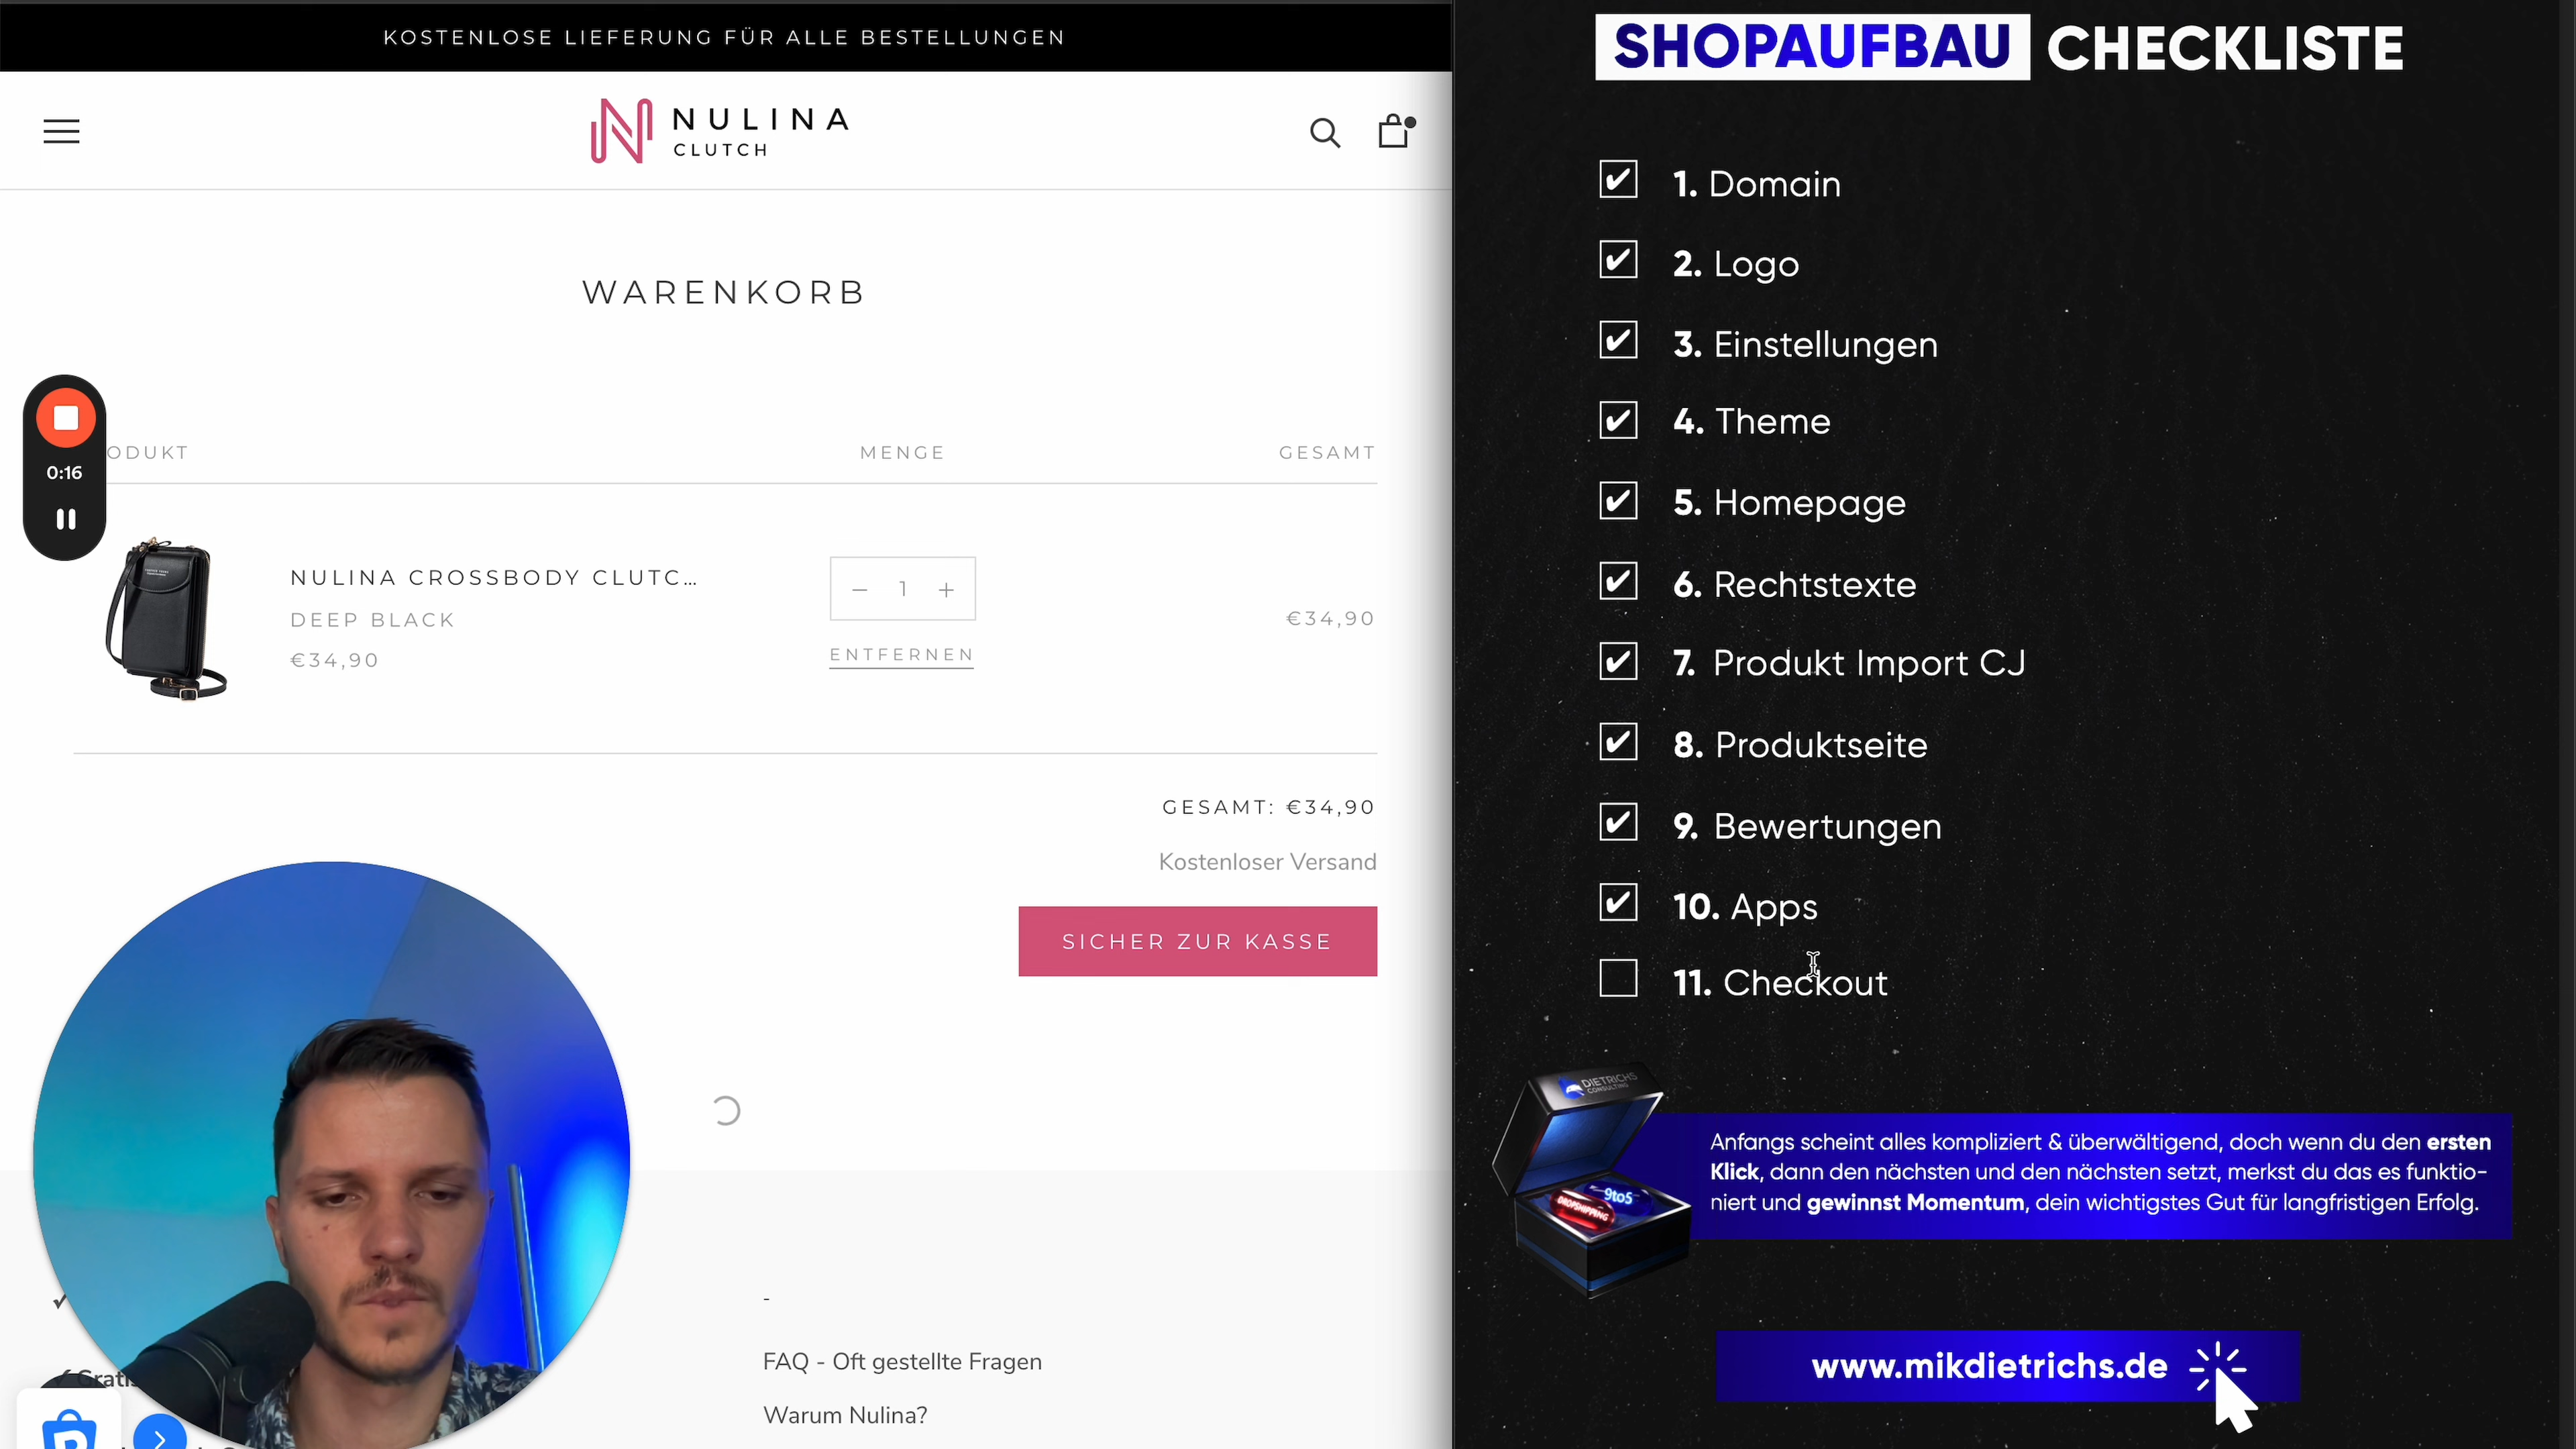 KOSTENLOSE LIEFERUNG FÜR ALLE BESTELLUNGEN
NULINA
CLUTCH
WARENKORB
0:16
ODUKT MENGE GESAMT
NULINA CROSSBODY CLUTC...
DEEP BLACK
€34,90
1
ENTFERNEN
€34,90
GESAMT: €34,90
Kostenloser Versand
SICHER ZUR KASSE
-
FAQ - Oft gestellte Fragen
Warum Nulina?
SHOPAUFBAU CHECKLISTE
1. Domain
2. Logo
3. Einstellungen
4. Theme
5. Homepage
6. Rechtstexte
7. Produkt Import CJ
8. Produktseite
9. Bewertungen
10. Apps
11. Checkout
DIETRICHS
CONSULTING
9to5
DROPSHIPPING
Anfangs scheint alles kompliziert & überwältigend, doch wenn du den ersten
Klick, dann den nächsten und den nächsten setzt, merkst du das es funktio-
niert und gewinnst Momentum, dein wichtigstes Gut für langfristigen Erfolg.
www.mikdietrichs.de